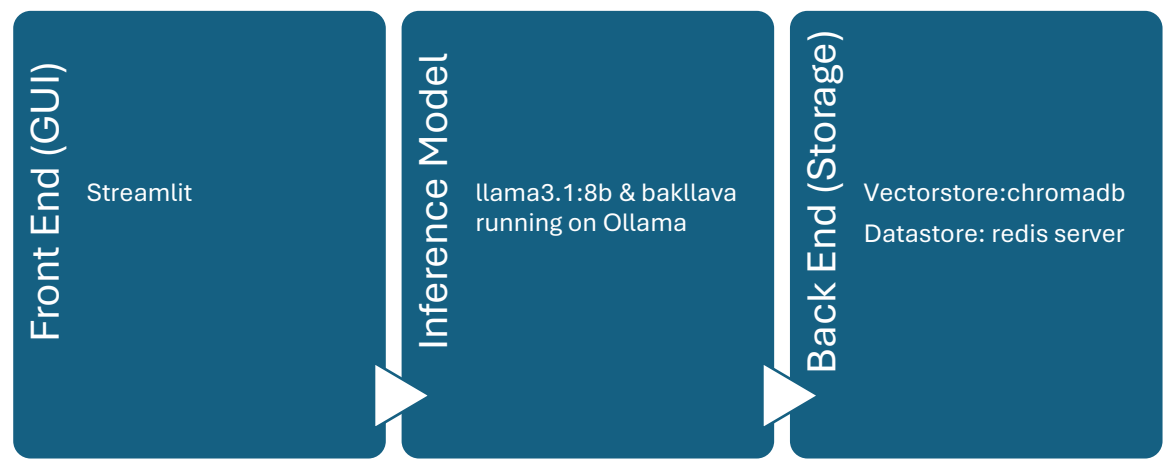 Front End (GUI)
Streamlit
Inference Model
llama3.1:8b & bakllava
running on Ollama
Back End (Storage)
Vectorstore:chromadb
Datastore: redis server